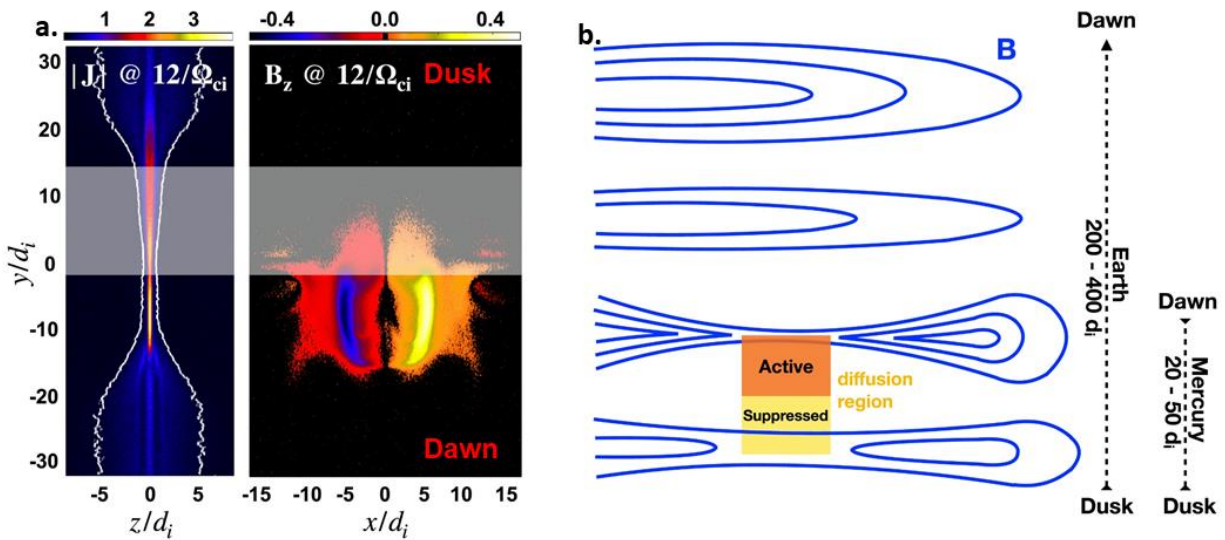 a.
1 2 3
-0.4 0.0 0.4
|J| @ 12/Ωci
Bz @ 12/Ωci
Dusk
Dawn
30
20
10
0
-10
-20
-30
y/di
-5 0 5
z/di
-15 -10 -5 0 5 10 15
x/di
b.
B
Active
Suppressed
diffusion
region
Dawn
Earth
200 - 400 di
Dusk
Dawn
Mercury
20 - 50 di
Dusk